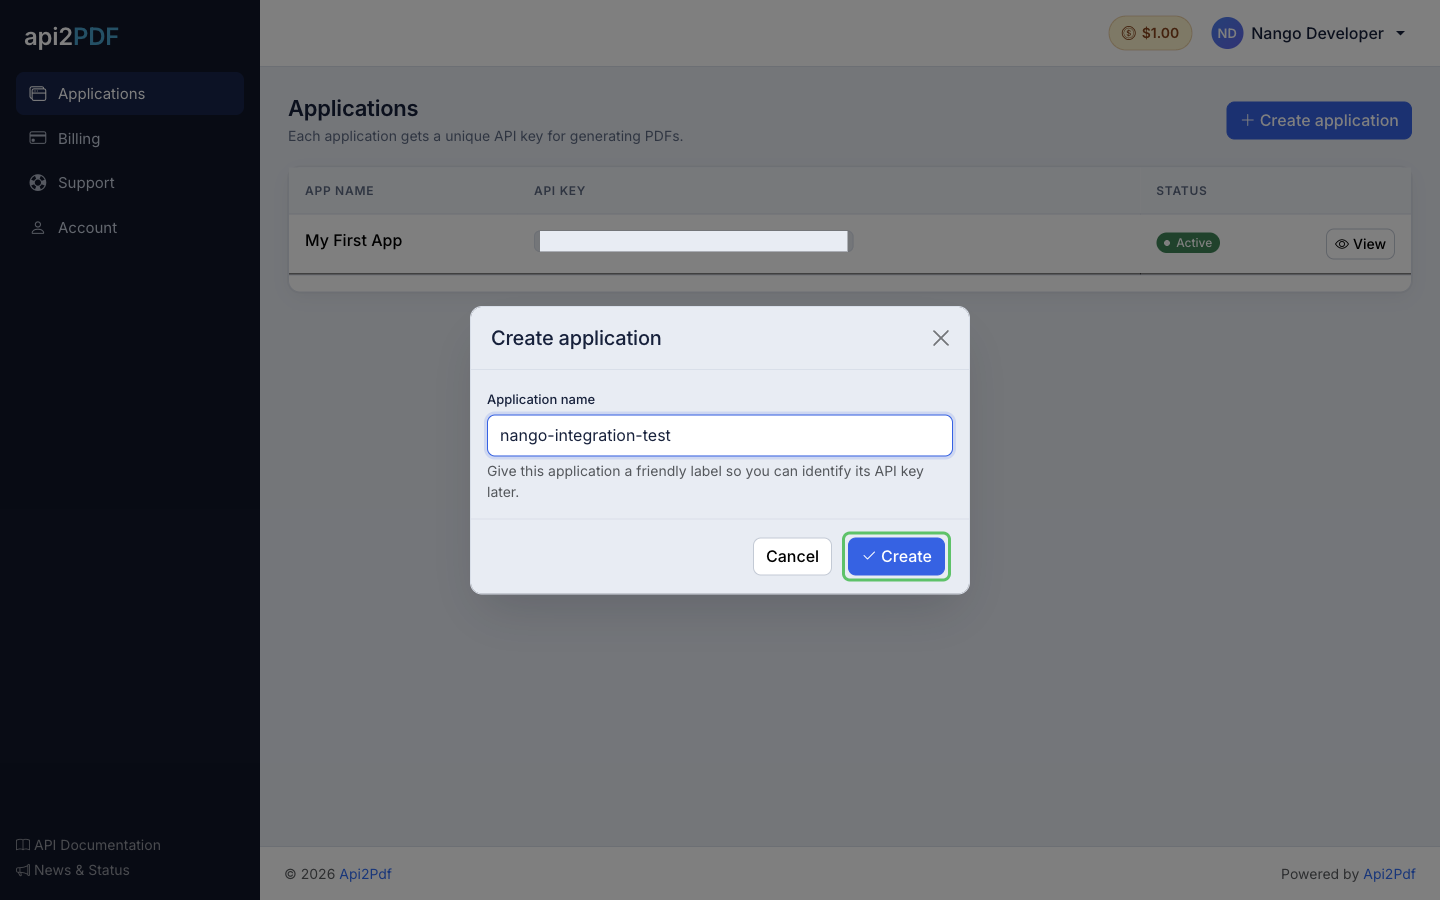 api2PDF
Applications
Billing
Support
Account
API Documentation
News & Status
$1.00
ND
Nango Developer
Applications
Each application gets a unique API key for generating PDFs.
Create application
APP NAME
API KEY
STATUS
My First App
Active
View
Create application
Application name
nango-integration-test
Give this application a friendly label so you can identify its API key
later.
Cancel
Create
© 2026 Api2Pdf
Powered by Api2Pdf